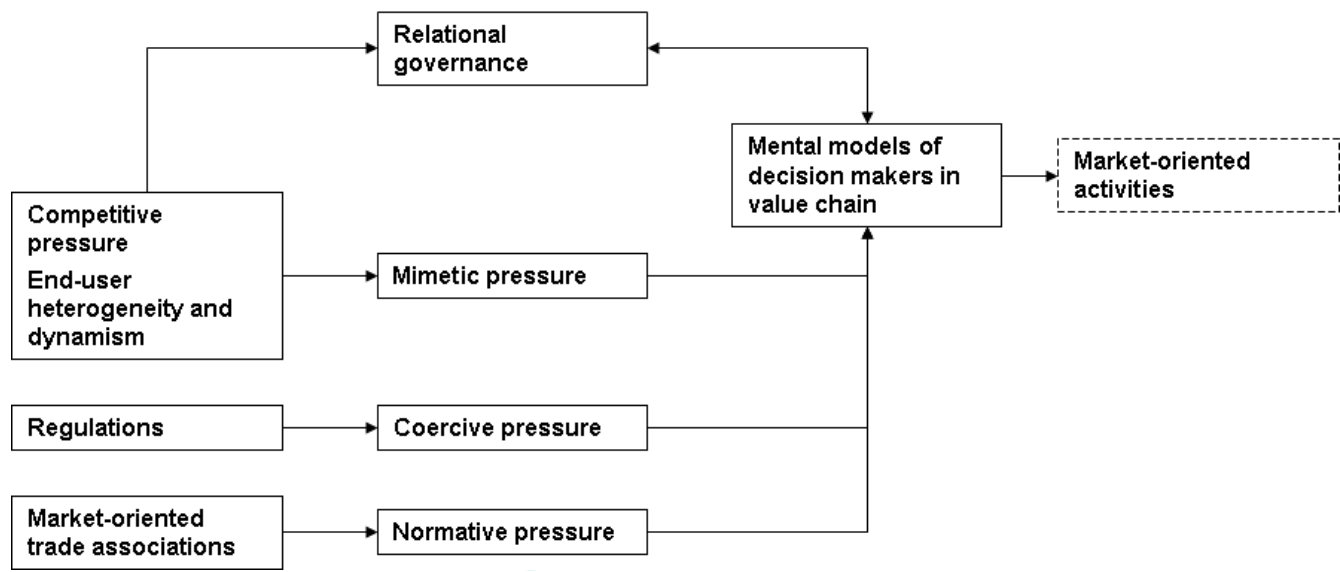 Relational
governance
Mental models of
decision makers in
value chain
Market-oriented
activities
Competitive
pressure
End-user
heterogeneity and
dynamism
Mimetic pressure
Regulations
Coercive pressure
Market-oriented
trade associations
Normative pressure